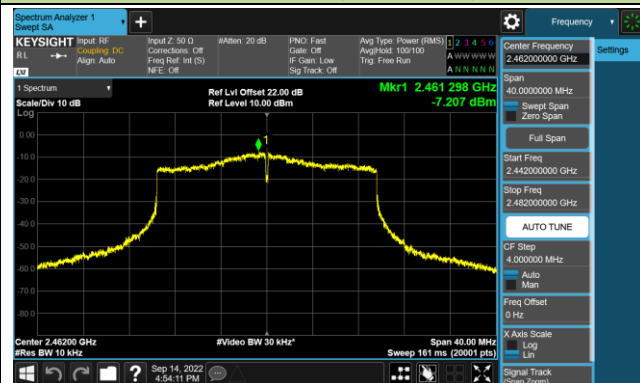 Spectrum Analyzer 1
Swept SA
Frequency
KEYSIGHT
RL
LXI
Input: RF
Coupling: DC
Align: Auto
Input Z: 50 Ω
Corrections: Off
Freq Ref: Int (S)
NFE: Off
#Atten: 20 dB
PNO: Fast
Gate: Off
IF Gain: Low
Sig Track: Off
Avg Type: Power (RMS)
Avg|Hold: 100/100
Trig: Free Run
1 2 3 4 5 6
A W W W W W
A N N N N N
Center Frequency
2.462000000 GHz
Settings
Span
40.0000000 MHz
Swept Span
Zero Span
Full Span
Start Freq
2.442000000 GHz
Stop Freq
2.482000000 GHz
AUTO TUNE
CF Step
4.000000 MHz
Auto
Man
Freq Offset
0 Hz
X Axis Scale
Log
Lin
Signal Track
(Span Zoom)
1 Spectrum
Scale/Div 10 dB
Log
Ref Lvl Offset 22.00 dB
Ref Level 10.00 dBm
Mkr1 2.461 298 GHz
-7.207 dBm
1
0.00
-10.0
-20.0
-30.0
-40.0
-50.0
-60.0
-70.0
-80.0
Center 2.46200 GHz
#Res BW 10 kHz
#Video BW 30 kHz*
Span 40.00 MHz
Sweep 161 ms (20001 pts)
?
Sep 14, 2022
4:54:11 PM